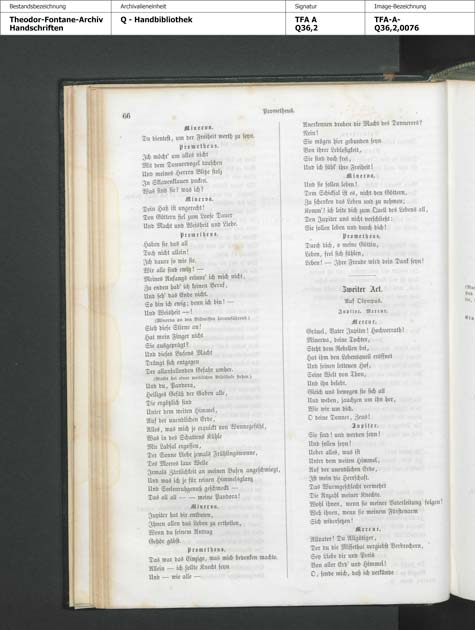 Bestandsbezeichnung
Archivalieneinheit
Signatur
Image-Bezeichnung
Theodor-Fontane-Archiv
Handschriften
Q - Handbibliothek
TFA A
Q36,2
TFA-A-
Q36,2,0076
66
Prometheus.
Minerva.
Du dientest, um der Freiheit werth zu seyn.
Prometheus.
Ich möcht' um alles nicht
Mit dem Donnervogel tauschen
Und meines Herren Blitze stolz
In Sklavenklauen packen.
Was sind sie? was ich?
Minerva.
Dein Haß ist ungerecht!
Den Göttern fiel zum Loose Dauer
Und Macht und Weisheit und Liebe.
Prometheus.
Haben sie das all
Doch nicht allein!
Ich daure so wie sie.
Wir alle sind ewig! —
Meines Anfangs erinnr' ich mich nicht,
Zu enden hab' ich keinen Beruf,
Und seh' das Ende nicht.
So bin ich ewig; denn ich bin! —
Und Weisheit —!
(Minerva an den Bildnissen herumführend:)
Sieh diese Stirne an!
Hat mein Finger nicht
Sie ausgeprägt?
Und dieses Busens Macht
Drängt sich entgegen
Der allanfallenden Gefahr umher.
(Bleibt bei einer weiblichen Bildsäule stehen.)
Und du, Pandora,
Heiliges Gefäß der Gaben alle,
Die ergötzlich sind
Unter dem weiten Himmel,
Auf der unendlichen Erde,
Alles, was mich je erquickt von Wonnegefühl,
Was in des Schattens Kühle
Mir Labsal ergossen,
Der Sonne Liebe jemals Frühlingswonne,
Des Meeres laue Welle
Jemals Zärtlichkeit an meinen Busen angeschmiegt,
Und was ich je für reinen Himmelsglanz
Und Seelenruhgenuß geschmeckt —
Das all all — — meine Pandora!
Minerva.
Jupiter hat dir entboten,
Ihnen allen das Leben zu ertheilen,
Wenn du seinem Antrag
Gehör gäbst.
Prometheus.
Das war das Einzige, was mich bedenken machte.
Allein — ich sollte Knecht seyn
Und — wir alle —
Anerkennen droben die Macht des Donnerers?
Nein!
Sie mögen hier gebunden seyn
Von ihrer Leblosigkeit,
Sie sind doch frei,
Und ich fühl' ihre Freiheit!
Minerva.
Und sie sollen leben!
Dem Schicksal ist es, nicht den Göttern,
Zu schenken das Leben und zu nehmen;
Komm'! ich leite dich zum Quell des Lebens all,
Den Jupiter uns nicht verschließt:
Sie sollen leben und durch dich!
Prometheus.
Durch dich, o meine Göttin,
Leben, frei sich fühlen,
Leben! — Ihre Freude wird dein Dank seyn!
Zweiter Act.
Auf Olympus.
Jupiter. Mercur.
Mercur.
Gräuel, Vater Jupiter! Hochverrath!
Minerva, deine Tochter,
Steht dem Rebellen bei,
Hat ihm den Lebensquell eröffnet
Und seinen lettenen Hof,
Seine Welt von Thon,
Um ihn belebt.
Gleich uns bewegen sie sich all
Und weben, jauchzen um ihn her,
Wie wir um dich.
O deine Donner, Zeus!
Jupiter.
Sie sind! und werden seyn!
Und sollen seyn!
Ueber alles, was ist
Unter dem weiten Himmel,
Auf der unendlichen Erde,
Ist mein die Herrschaft.
Das Wurmgeschlecht vermehrt
Die Anzahl meiner Knechte.
Wohl ihnen, wenn sie meiner Vaterleitung folgen!
Weh ihnen, wenn sie meinem Fürstenarm
Sich widersetzen!
Mercur.
Allvater! Du Allgütiger,
Der du die Missethat vergiebst Verbrechern,
Sey Liebe dir und Preis
Von aller Erd' und Himmel!
O, sende mich, daß ich verkünde